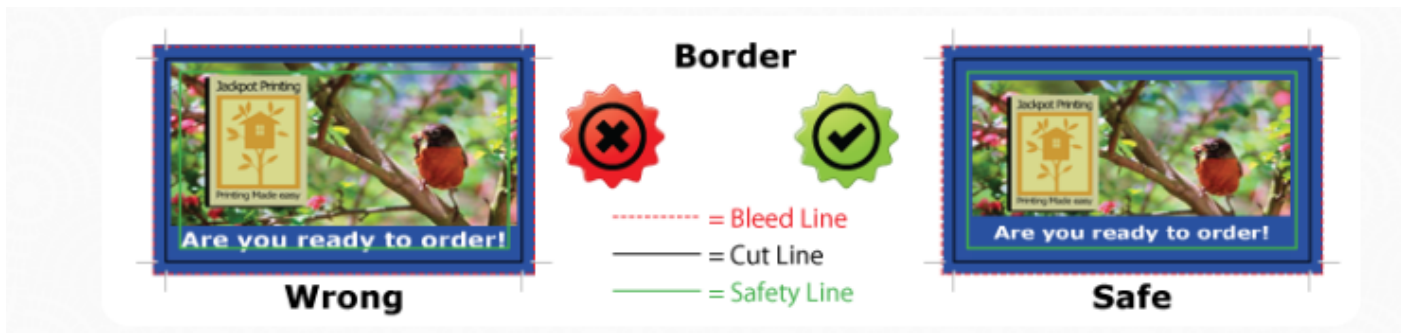 Border
Jackpot Printing
Printing Made easy
Are you ready to order!
Wrong
= Bleed Line
= Cut Line
= Safety Line
Jackpot Printing
Printing Made easy
Are you ready to order!
Safe